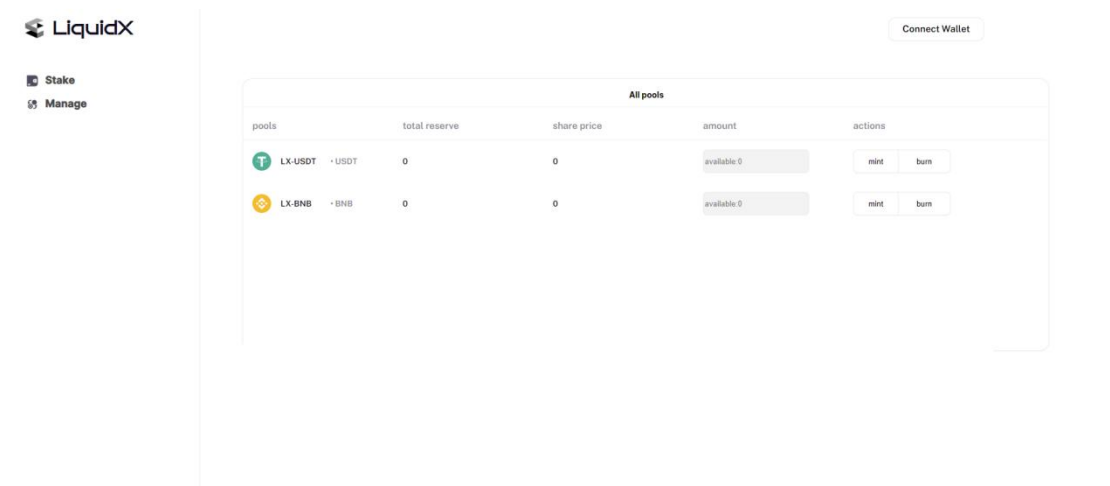 LiquidX
Connect Wallet
Stake
Manage
All pools
pools total reserve share price amount actions
LX-USDT • USDT 0 0 available:0 mint burn
LX-BNB • BNB 0 0 available:0 mint burn